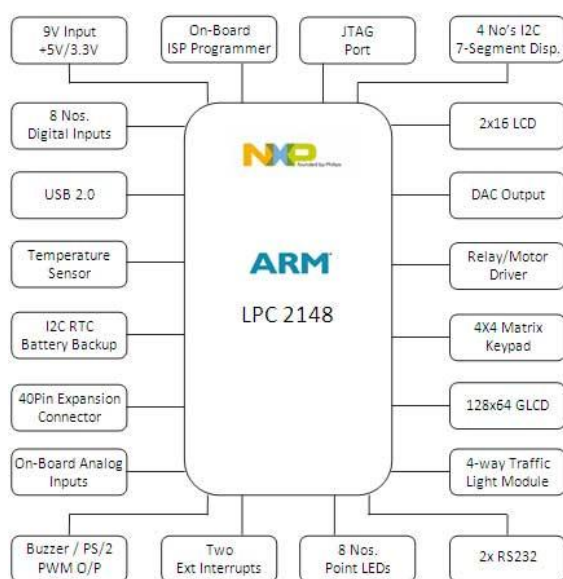 9V Input
+5V/3.3V
On-Board
ISP Programmer
JTAG
Port
4 No's I2C
7-Segment Disp.
8 Nos.
Digital Inputs
2x16 LCD
USB 2.0
DAC Output
Temperature
Sensor
Relay/Motor
Driver
I2C RTC
Battery Backup
4X4 Matrix
Keypad
40Pin Expansion
Connector
128x64 GLCD
On-Board Analog
Inputs
4-way Traffic
Light Module
Buzzer / PS/2
PWM O/P
Two
Ext Interrupts
8 Nos.
Point LEDs
2x RS232
NXP
founded by Philips
ARM
LPC 2148